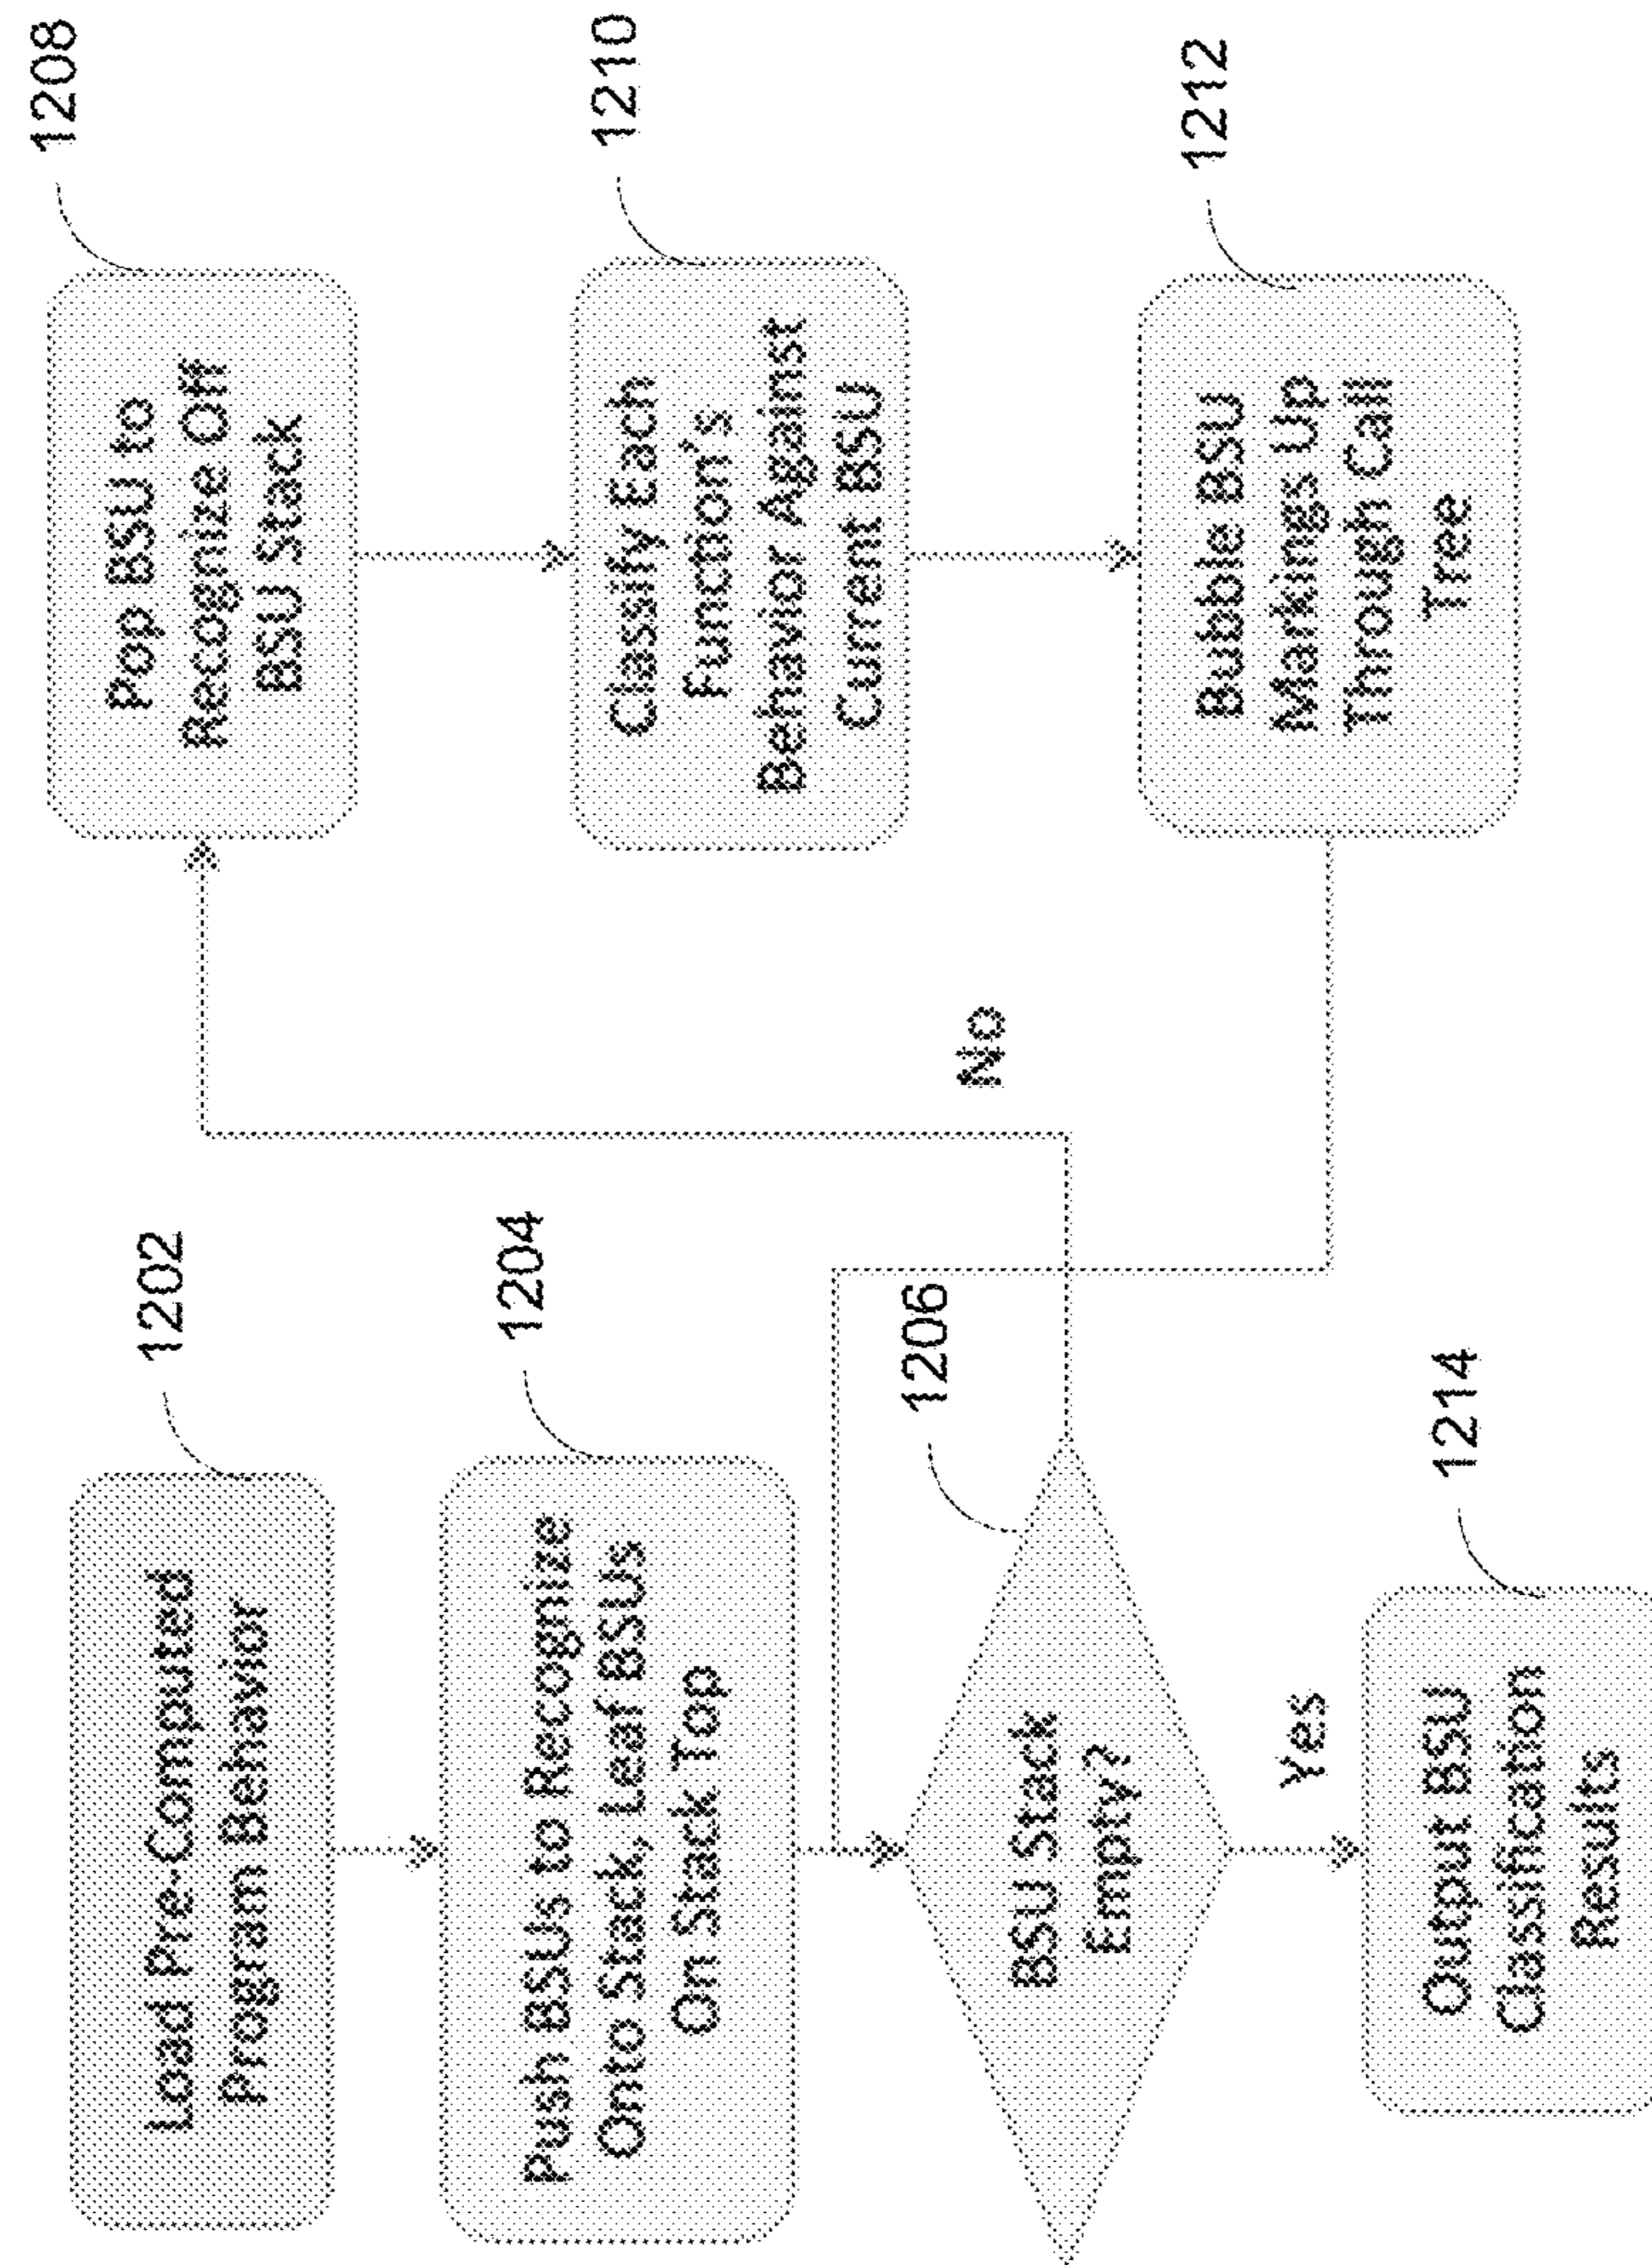 1202
Load Pre-Computed
Program Behavior
1204
Push BSUs to Recognize
Onto Stack, Leaf BSUs
On Stack Top
1206
BSU Stack
Empty?
Yes
No
1214
Output BSU
Classification
Results
1208
Pop BSU to
Recognize Off
BSU Stack
1210
Classify Each
Function's
Behavior Against
Current BSU
1212
Bubble BSU
Markings Up
Through Call
Tree